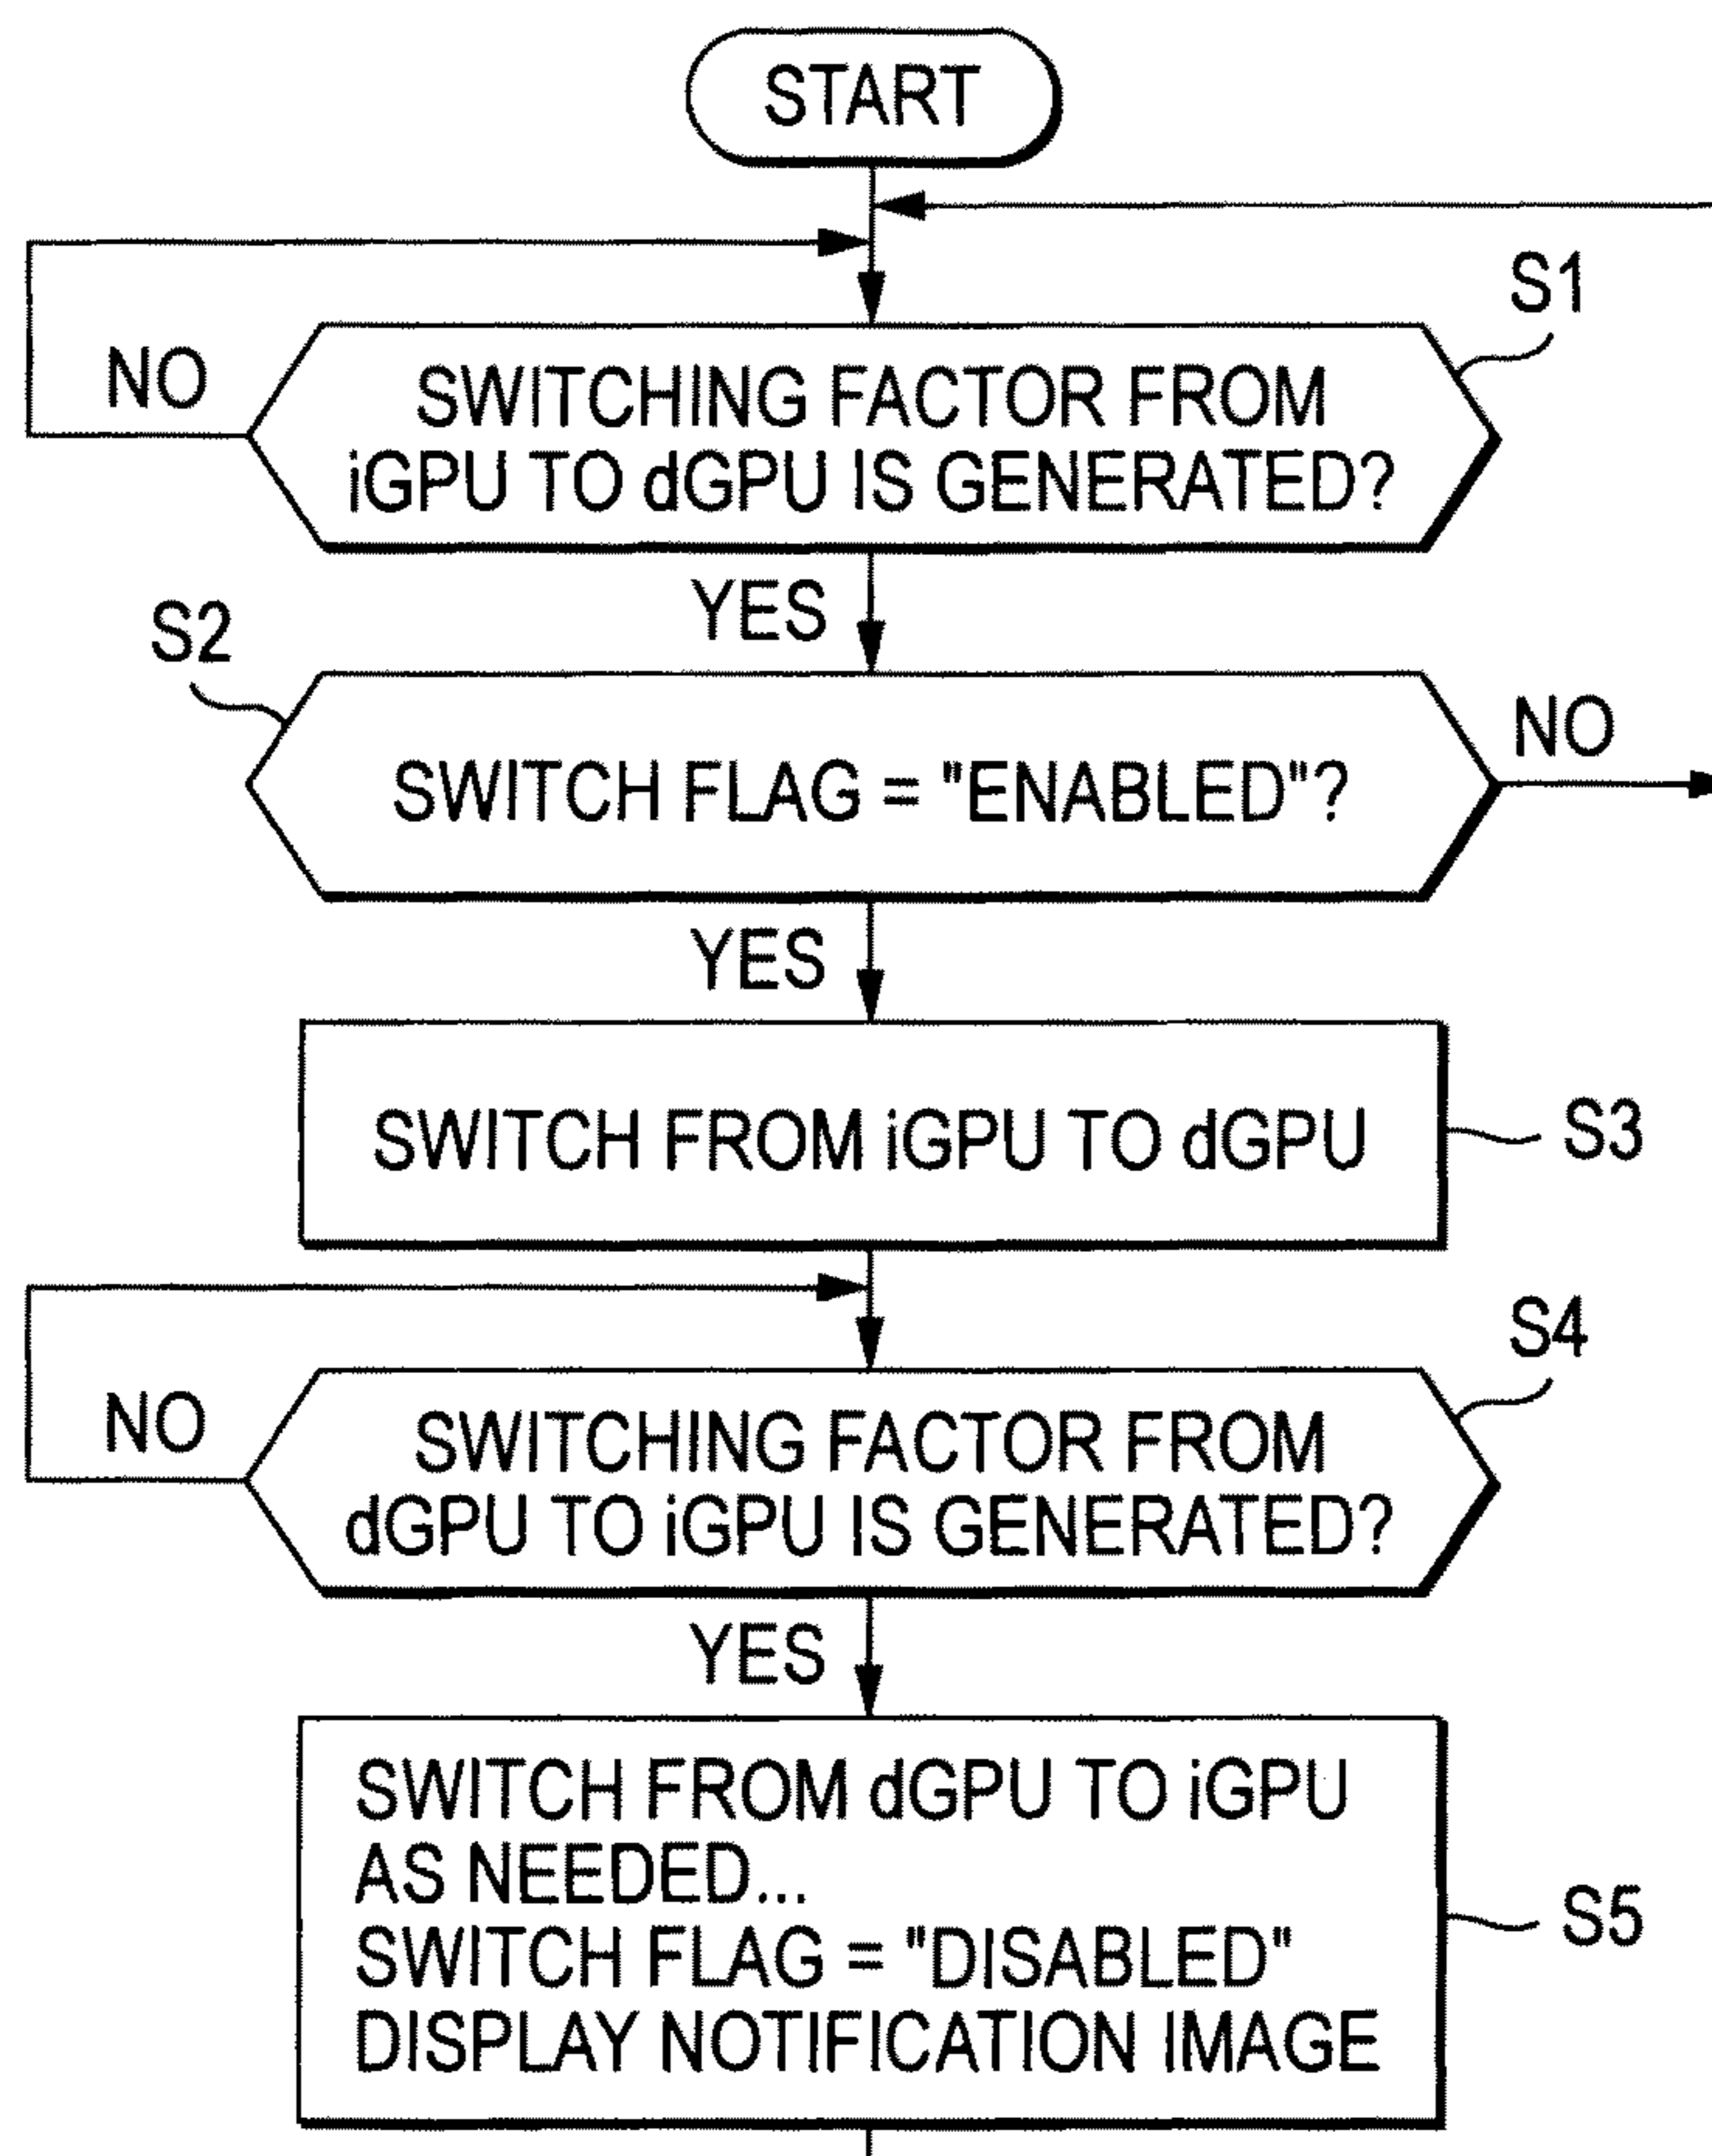 START
S1
NO
SWITCHING FACTOR FROM
iGPU TO dGPU IS GENERATED?
YES
S2
NO
SWITCH FLAG = "ENABLED"?
YES
SWITCH FROM iGPU TO dGPU
S3
S4
NO
SWITCHING FACTOR FROM
dGPU TO iGPU IS GENERATED?
YES
SWITCH FROM dGPU TO iGPU
AS NEEDED...
SWITCH FLAG = "DISABLED"
DISPLAY NOTIFICATION IMAGE
S5